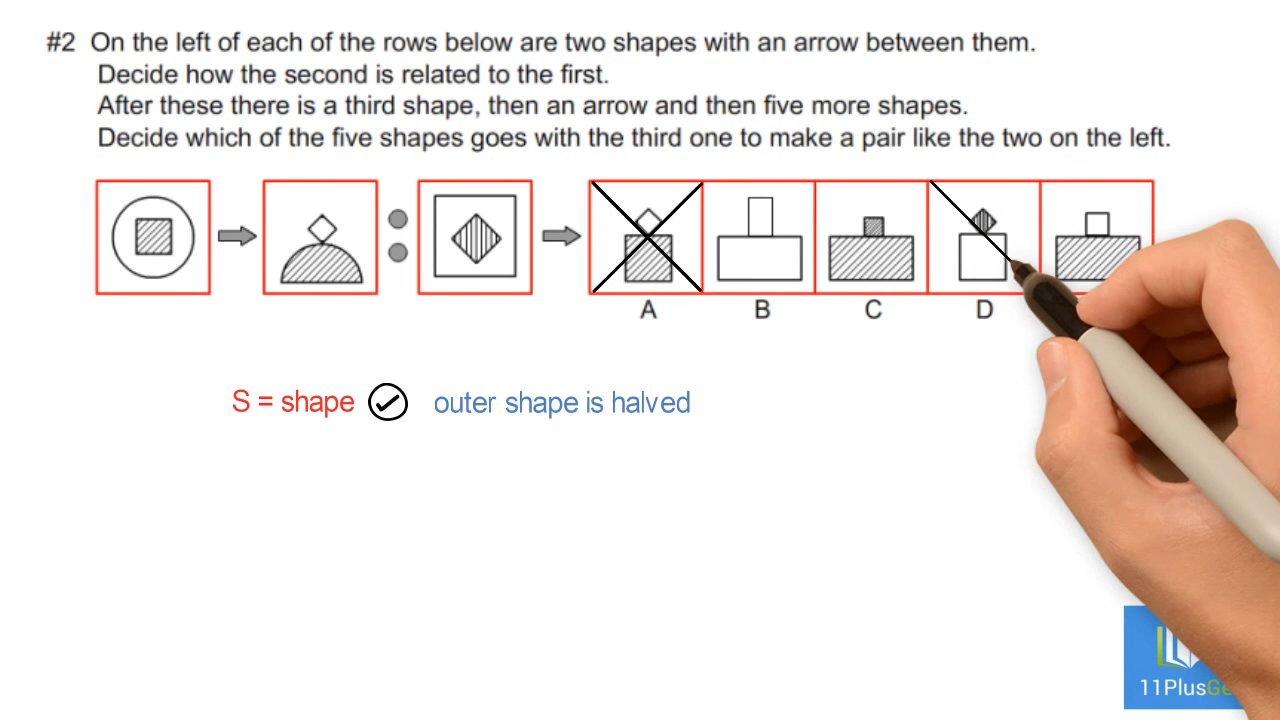 #2 On the left of each of the rows below are two shapes with an arrow between them.
Decide how the second is related to the first.
After these there is a third shape, then an arrow and then five more shapes.
Decide which of the five shapes goes with the third one to make a pair like the two on the left.
A B C D
S = shape outer shape is halved